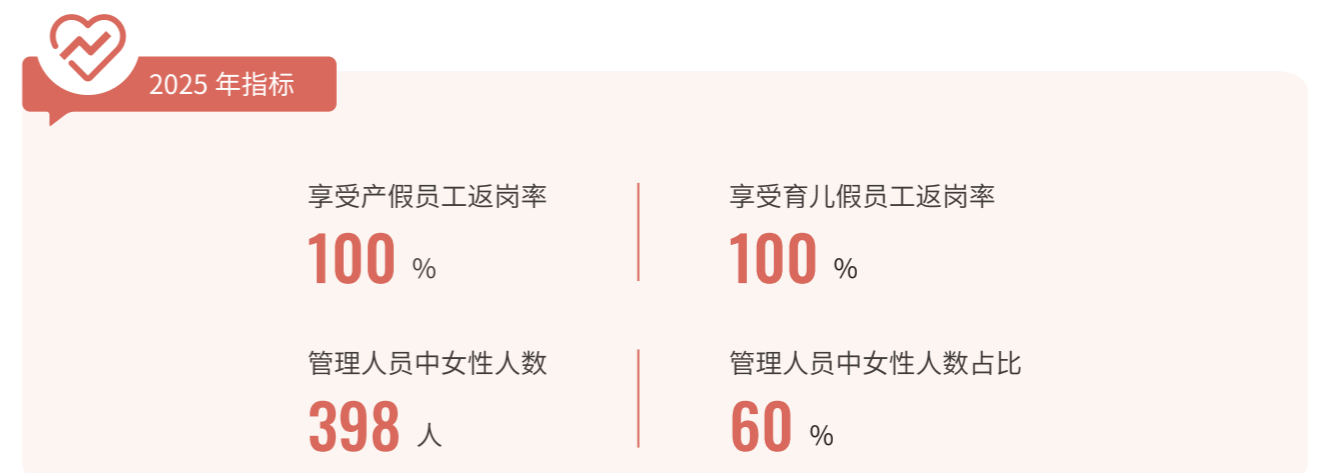 2025 年指标
享受产假员工返岗率
100 %
享受育儿假员工返岗率
100 %
管理人员中女性人数
398 人
管理人员中女性人数占比
60 %